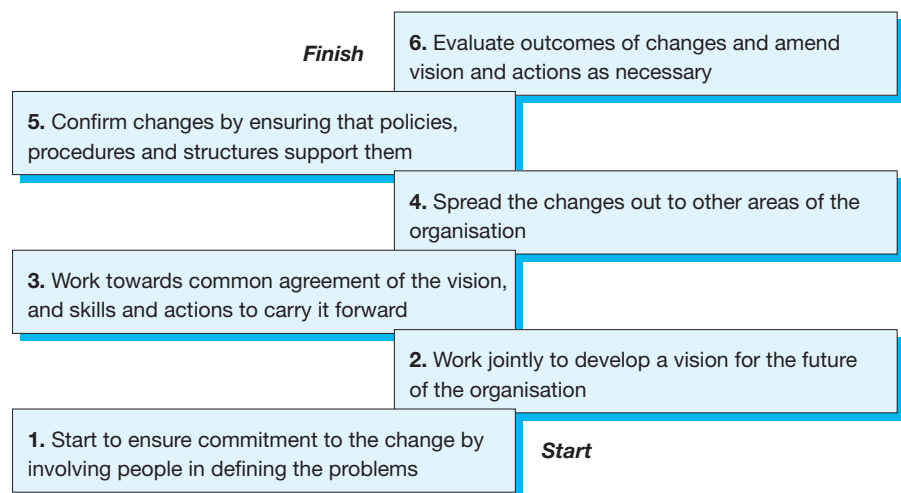 Finish
6. Evaluate outcomes of changes and amend
vision and actions as necessary
5. Confirm changes by ensuring that policies,
procedures and structures support them
4. Spread the changes out to other areas of the
organisation
3. Work towards common agreement of the vision,
and skills and actions to carry it forward
2. Work jointly to develop a vision for the future
of the organisation
1. Start to ensure commitment to the change by
involving people in defining the problems
Start